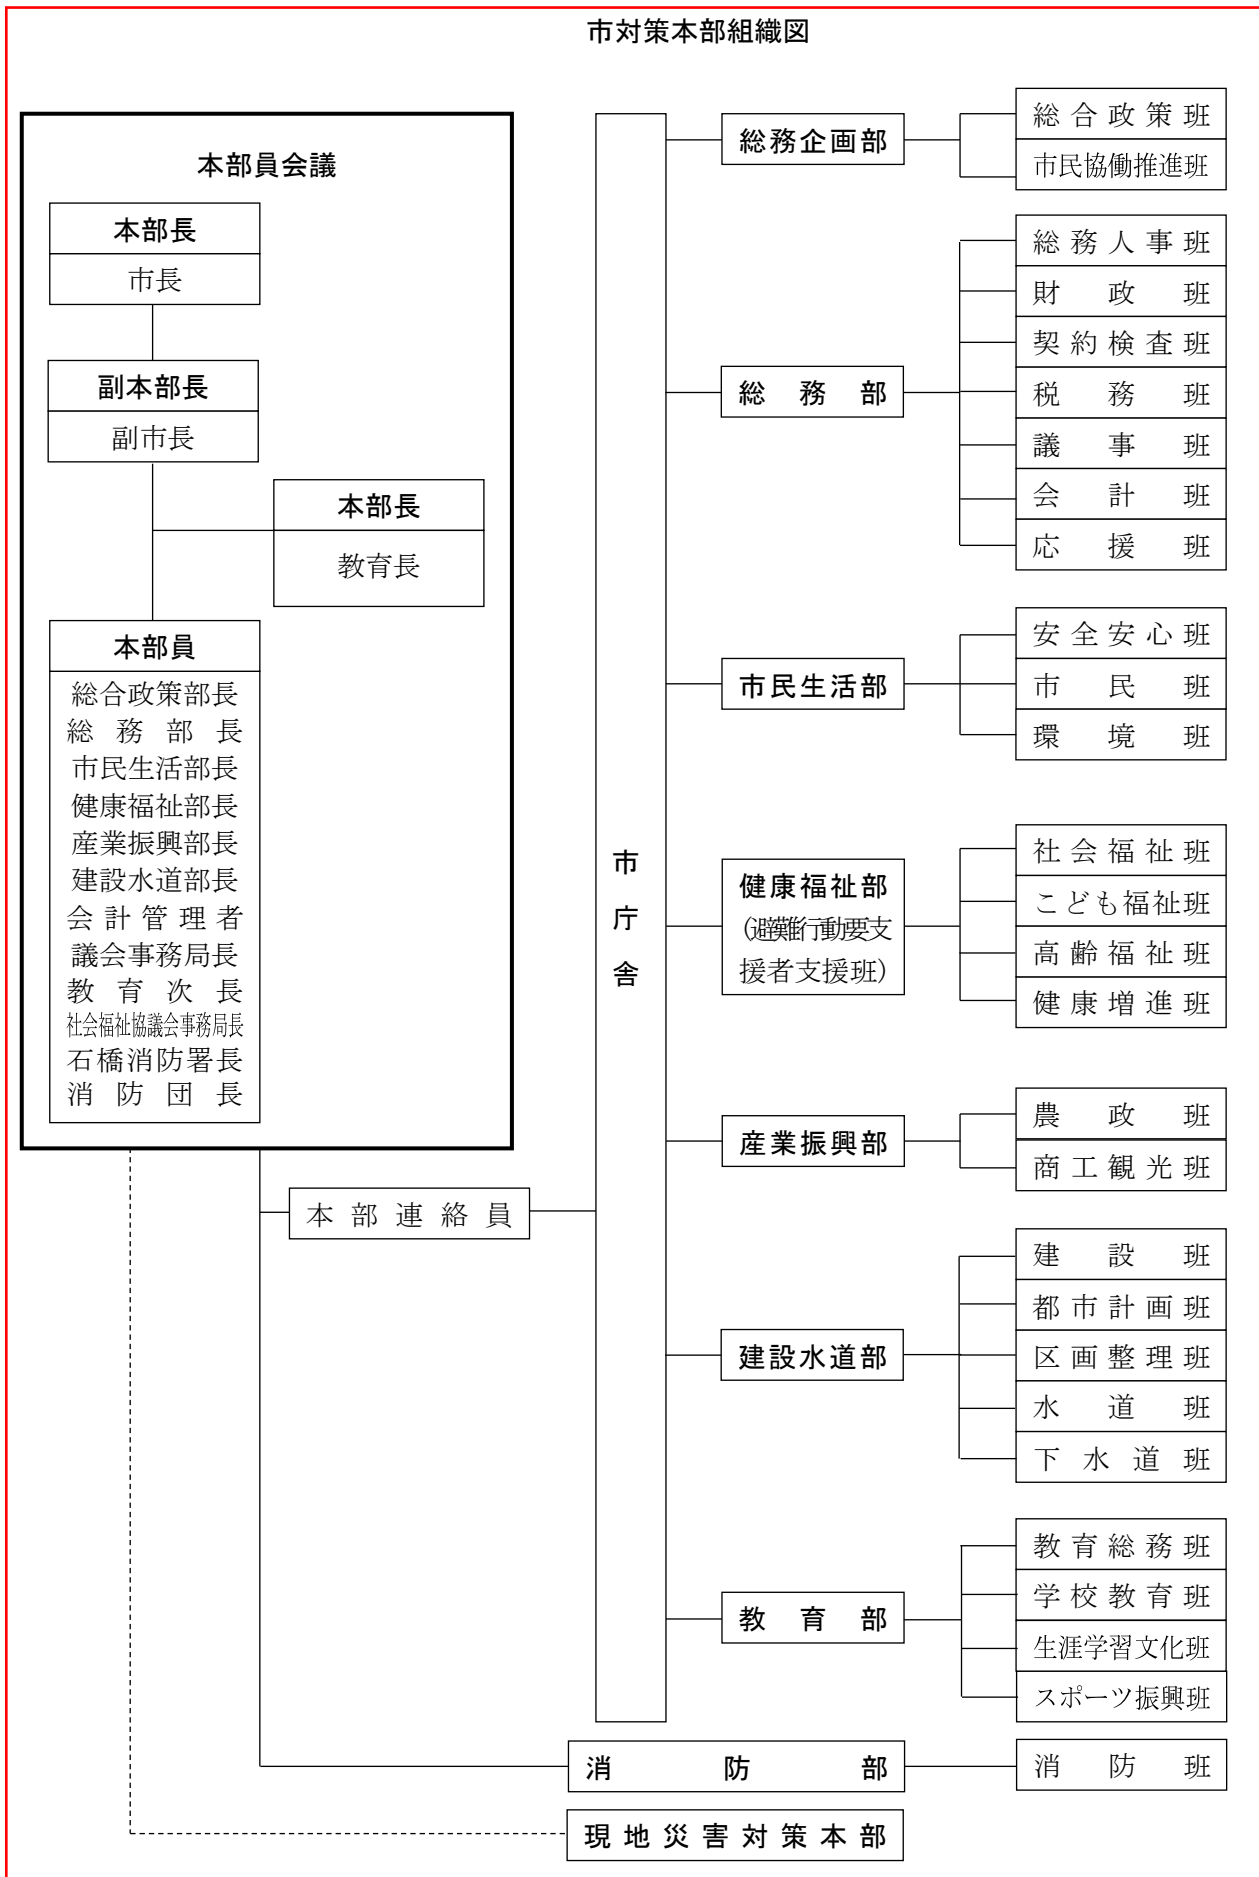 市対策本部組織図
本部員会議
本部長
市長
副本部長
副市長
本部長
教育長
本部員
総合政策部長
総務部長
市民生活部長
健康福祉部長
産業振興部長
建設水道部長
会計管理者
議会事務局長
教育次長
社会福祉協議会事務局長
石橋消防署長
消防団長
本部連絡員
市庁舎
総務企画部
総合政策班
市民協働推進班
総務部
総務人事班
財政班
契約検査班
税務班
議事班
会計班
応援班
市民生活部
安全安心班
市民班
環境班
健康福祉部
(避難行動要支
援者支援班)
社会福祉班
こども福祉班
高齢福祉班
健康増進班
産業振興部
農政班
商工観光班
建設水道部
建設班
都市計画班
区画整理班
水道班
下水道班
教育部
教育総務班
学校教育班
生涯学習文化班
スポーツ振興班
消防部
消防班
現地災害対策本部